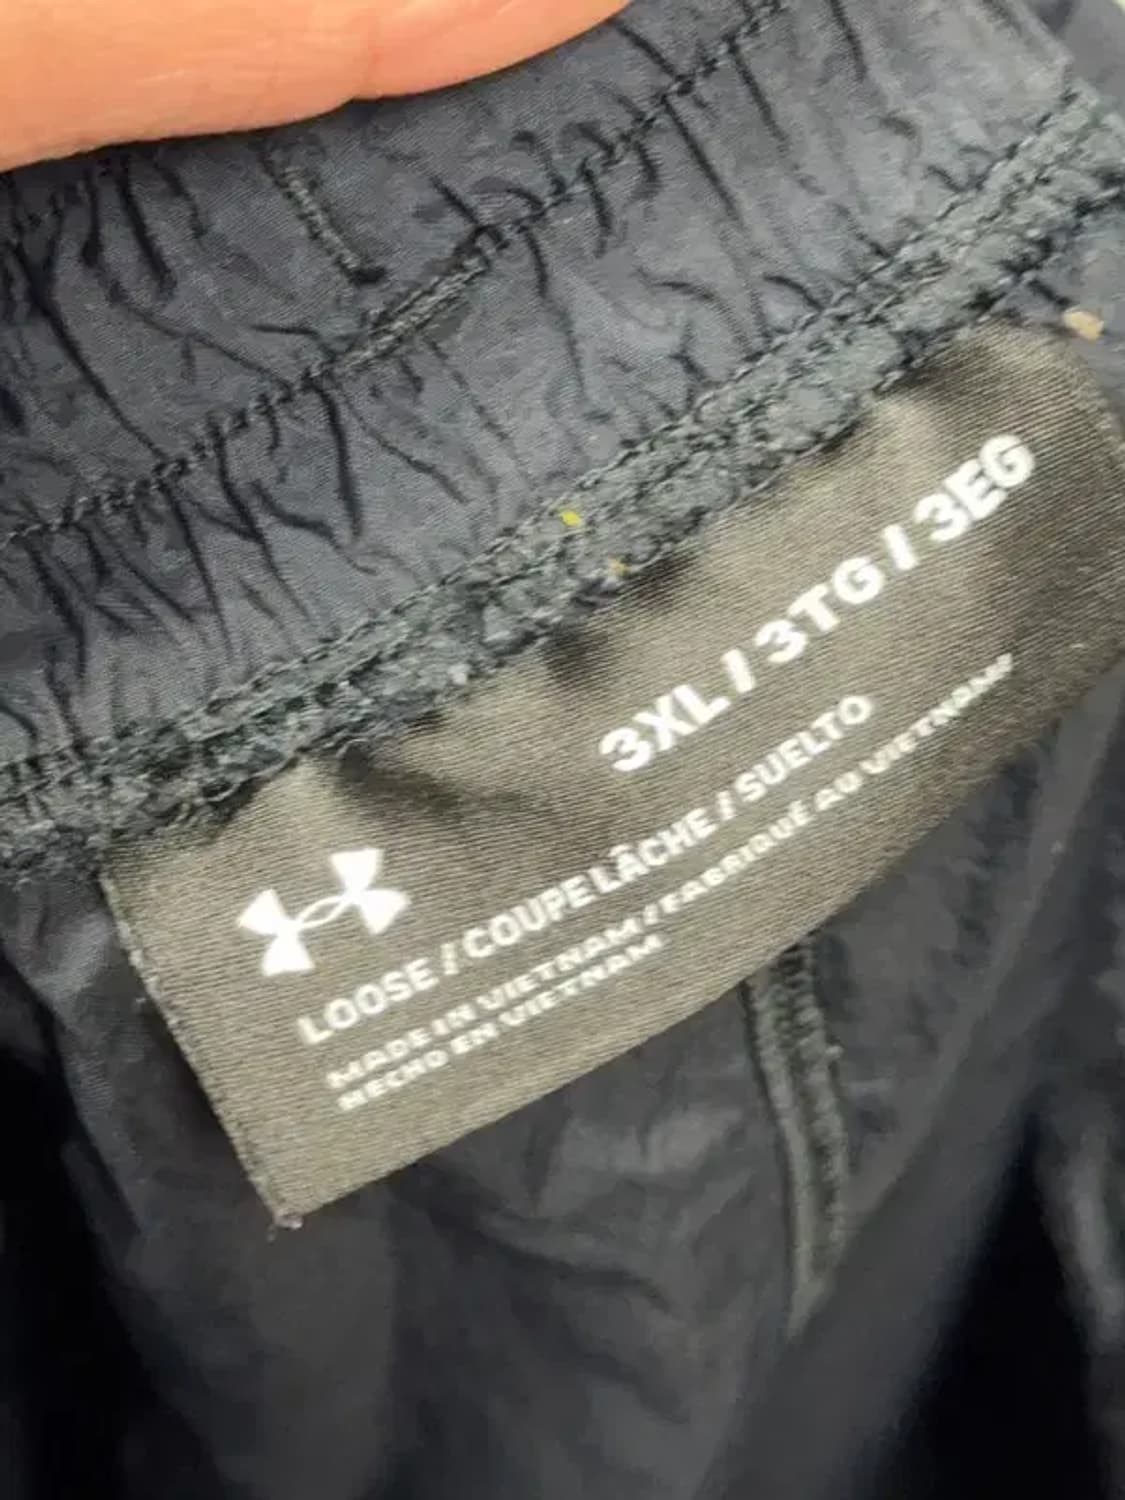 3XL / 3TG / 3EG
LOOSE / COUPE LÂCHE / SUELTO
MADE IN VIETNAM / FABRIQUÉ AU VIETNAM
HECHO EN VIETNAM